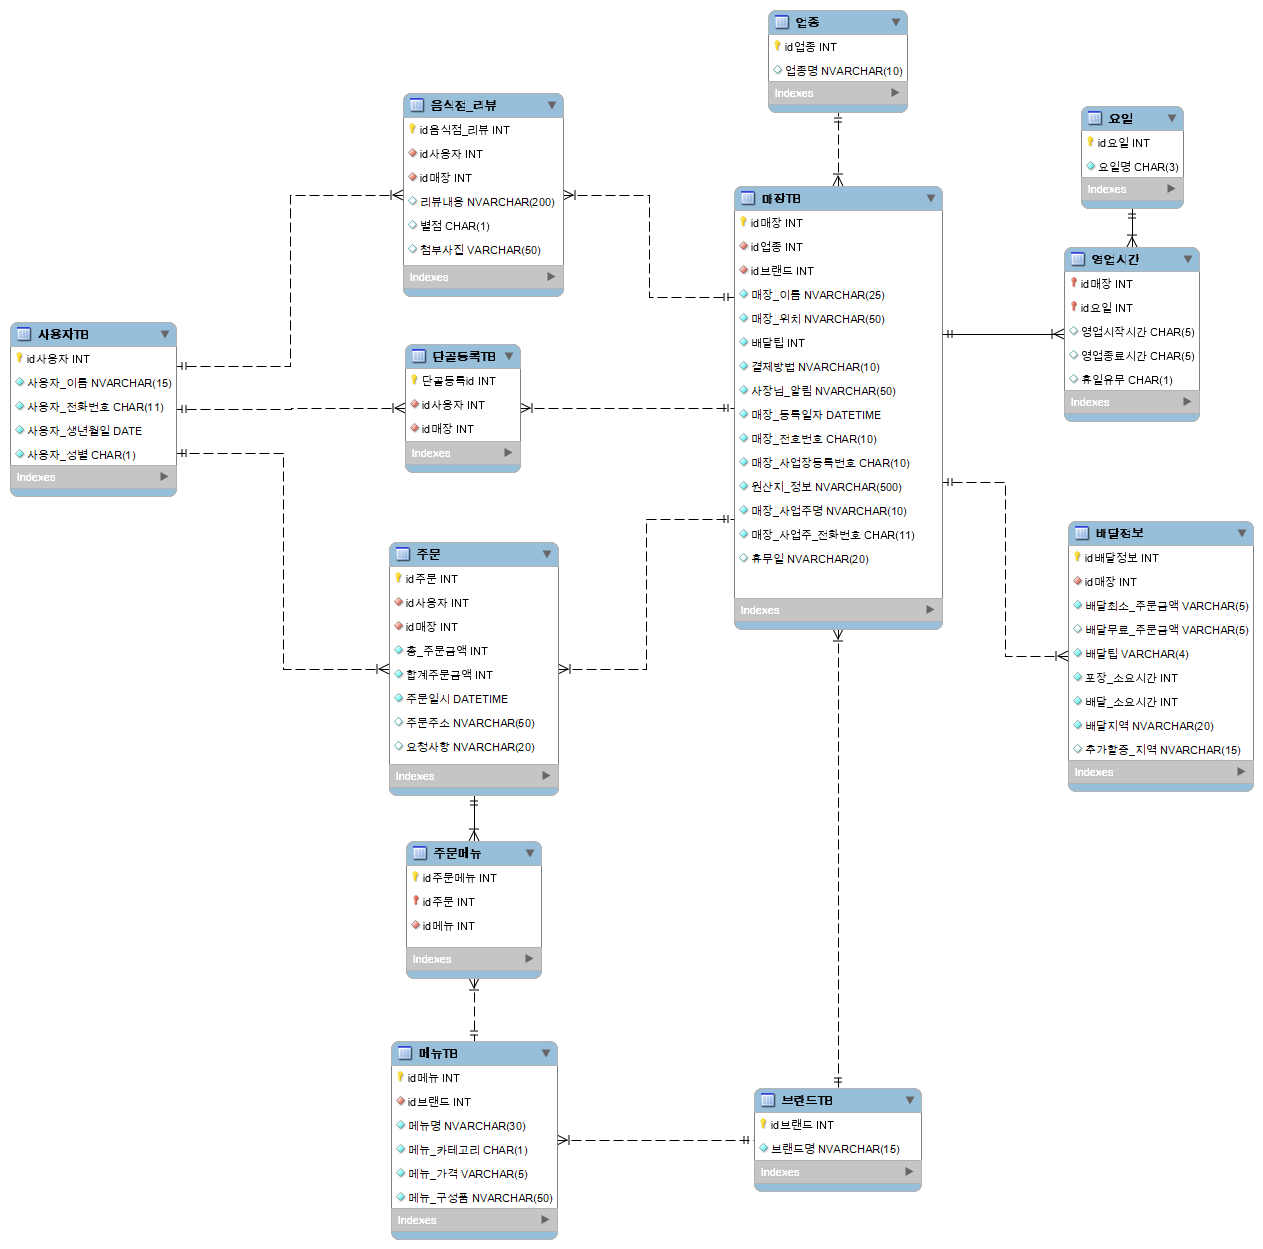 업종
id업종 INT
업종명 NVARCHAR(10)
Indexes
음식점_리뷰
id음식점_리뷰 INT
id사용자 INT
id매장 INT
리뷰내용 NVARCHAR(200)
별점 CHAR(1)
첨부사진 VARCHAR(50)
Indexes
요일
id요일 INT
요일명 CHAR(3)
Indexes
매장TB
id매장 INT
id업종 INT
id브랜드 INT
매장_이름 NVARCHAR(25)
매장_위치 NVARCHAR(50)
배달팁 INT
결제방법 NVARCHAR(10)
사장님_알림 NVARCHAR(50)
매장_등록일자 DATETIME
매장_전호번호 CHAR(10)
매장_사업장등록번호 CHAR(10)
원산지_정보 NVARCHAR(500)
매장_사업주명 NVARCHAR(10)
매장_사업주_전화번호 CHAR(11)
휴무일 NVARCHAR(20)
Indexes
영업시간
id매장 INT
id요일 INT
영업시작시간 CHAR(5)
영업종료시간 CHAR(5)
휴일유무 CHAR(1)
Indexes
사용자TB
id사용자 INT
사용자_이름 NVARCHAR(15)
사용자_전화번호 CHAR(11)
사용자_생년월일 DATE
사용자_성별 CHAR(1)
Indexes
단골등록TB
단골등록id INT
id사용자 INT
id매장 INT
Indexes
배달정보
id배달정보 INT
id매장 INT
배달최소_주문금액 VARCHAR(5)
배달무료_주문금액 VARCHAR(5)
배달팁 VARCHAR(4)
포장_소요시간 INT
배달_소요시간 INT
배달지역 NVARCHAR(20)
추가할증_지역 NVARCHAR(15)
Indexes
주문
id주문 INT
id사용자 INT
id매장 INT
총_주문금액 INT
합계주문금액 INT
주문일시 DATETIME
주문주소 NVARCHAR(50)
요청사항 NVARCHAR(20)
Indexes
주문메뉴
id주문메뉴 INT
id주문 INT
id메뉴 INT
Indexes
메뉴TB
id메뉴 INT
id브랜드 INT
메뉴명 NVARCHAR(30)
메뉴_카테고리 CHAR(1)
메뉴_가격 VARCHAR(5)
메뉴_구성품 NVARCHAR(50)
Indexes
브랜드TB
id브랜드 INT
브랜드명 NVARCHAR(15)
Indexes